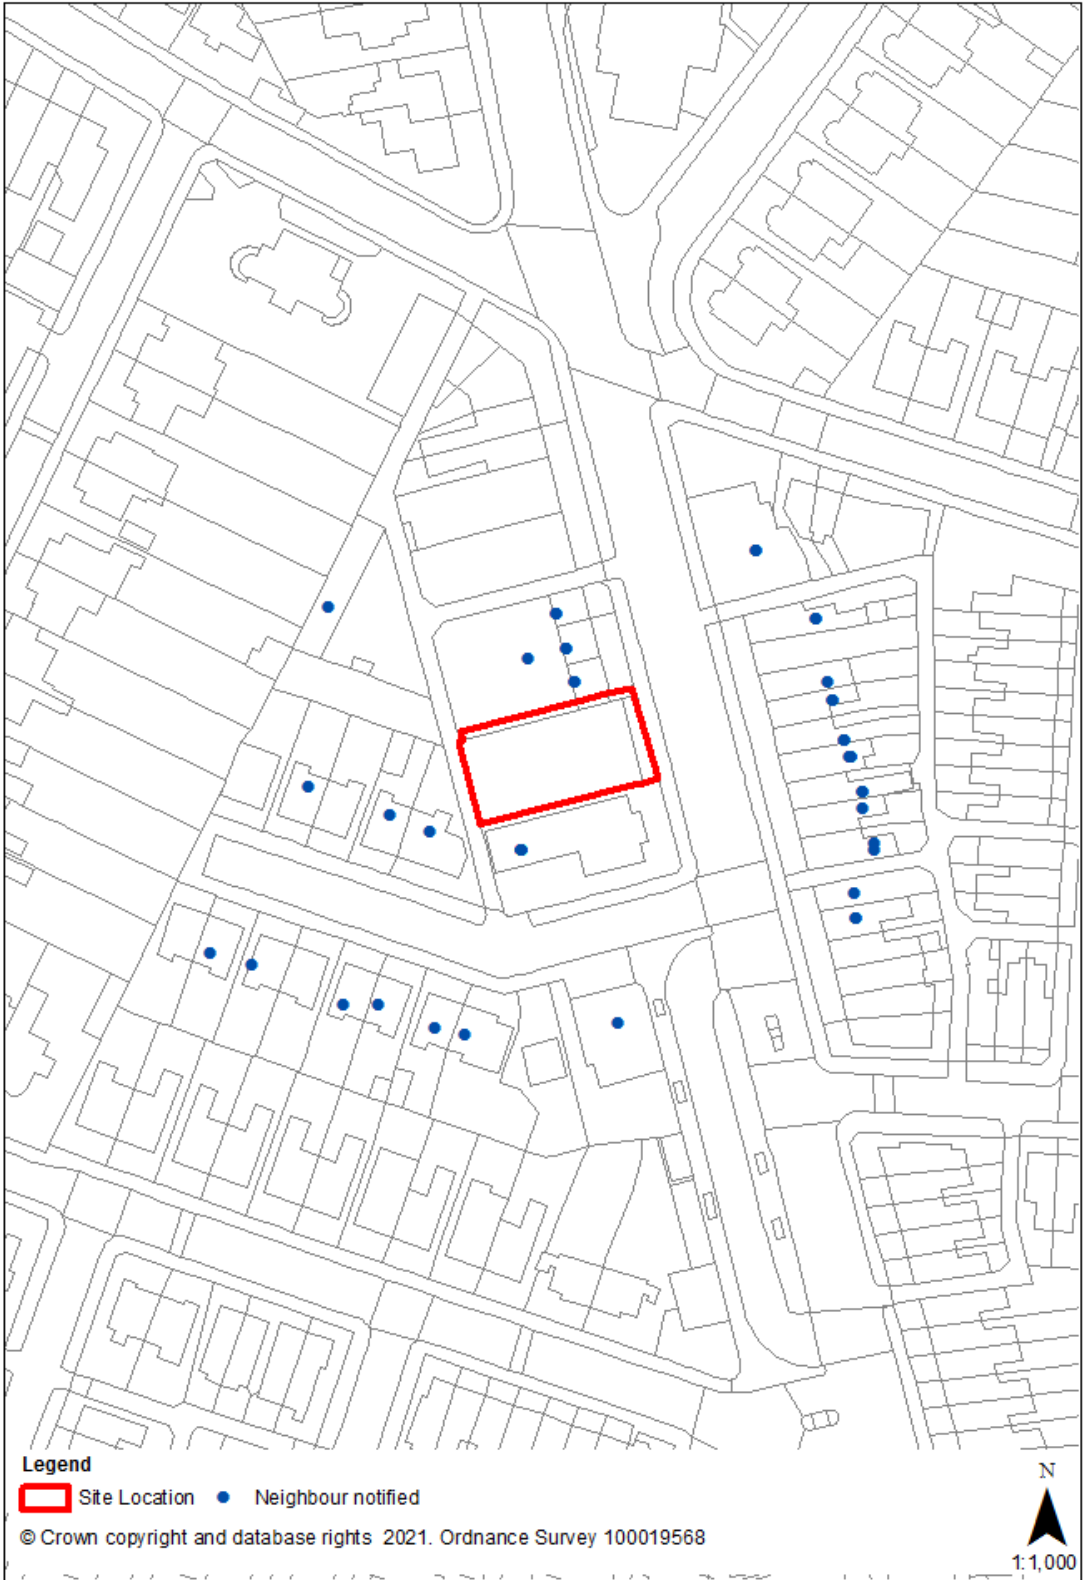 Legend
Site Location Neighbour notified
© Crown copyright and database rights 2021. Ordnance Survey 100019568
N
1:1,000